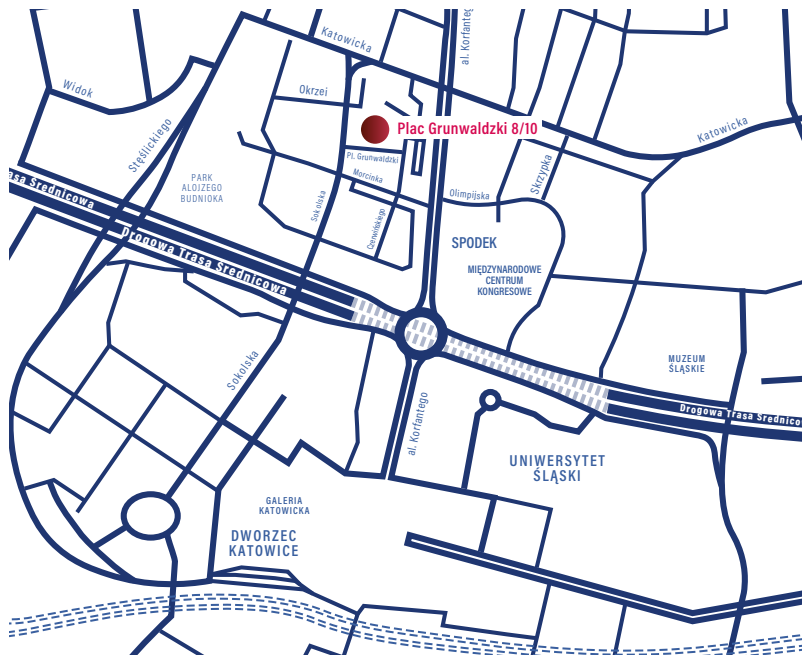 Katowicka
al. Korfantego
Widok
Okrzei
Plac Grunwaldzki 8/10
Katowicka
Stęślickiego
Pl. Grunwaldzki
Morcinka
PARK
ALOJZEGO
BUDNIOKA
Skrzypka
Olimpijska
rasa Średnicowa
Sokolska
Czerwińskiego
Drogowa Trasa Średnicowa
SPODEK
MIĘDZYNARODOWE
CENTRUM
KONGRESOWE
Sokolska
MUZEUM
ŚLĄSKIE
al. Korfantego
Drogowa Trasa Średnico
UNIWERSYTET
ŚLĄSKI
GALERIA
KATOWICKA
DWORZEC
KATOWICE